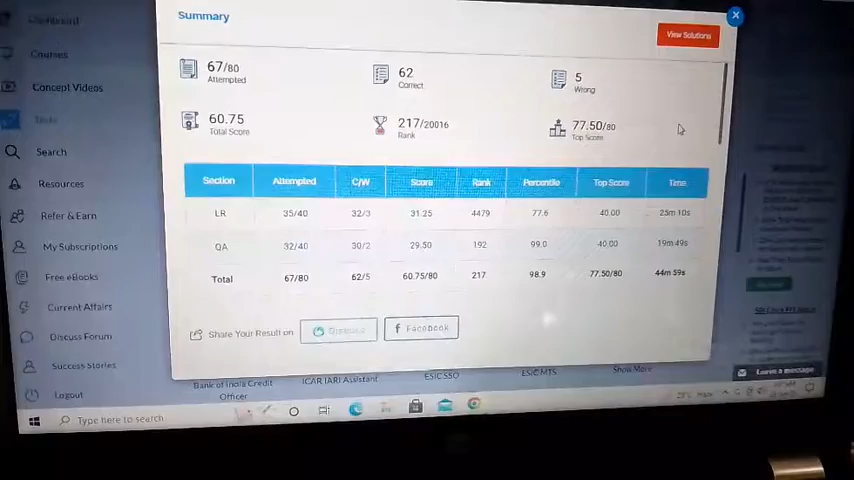 Dashboard
Courses
Concept Videos
Tests
Search
Resources
Refer & Earn
My Subscriptions
Free eBooks
Current Affairs
Discuss Forum
Success Stories
Logout
Summary
View Solutions
67/80
Attempted
62
Correct
5
Wrong
60.75
Total Score
217/20016
Rank
77.50/80
Top Score
Section Attempted C/W Score Rank Percentile Top Score Time
LR 35/40 32/3 31.25 4479 77.6 40.00 25m 10s
QA 32/40 30/2 29.50 192 99.0 40.00 19m 49s
Total 67/80 62/5 60.75/80 217 98.9 77.50/80 44m 59s
Share Your Result on
Discuss
Facebook
Bank of India Credit Officer
ICAR IARI Assistant
ESIC SSO
ESIC MTS
Show More
Leave a message
Type here to search